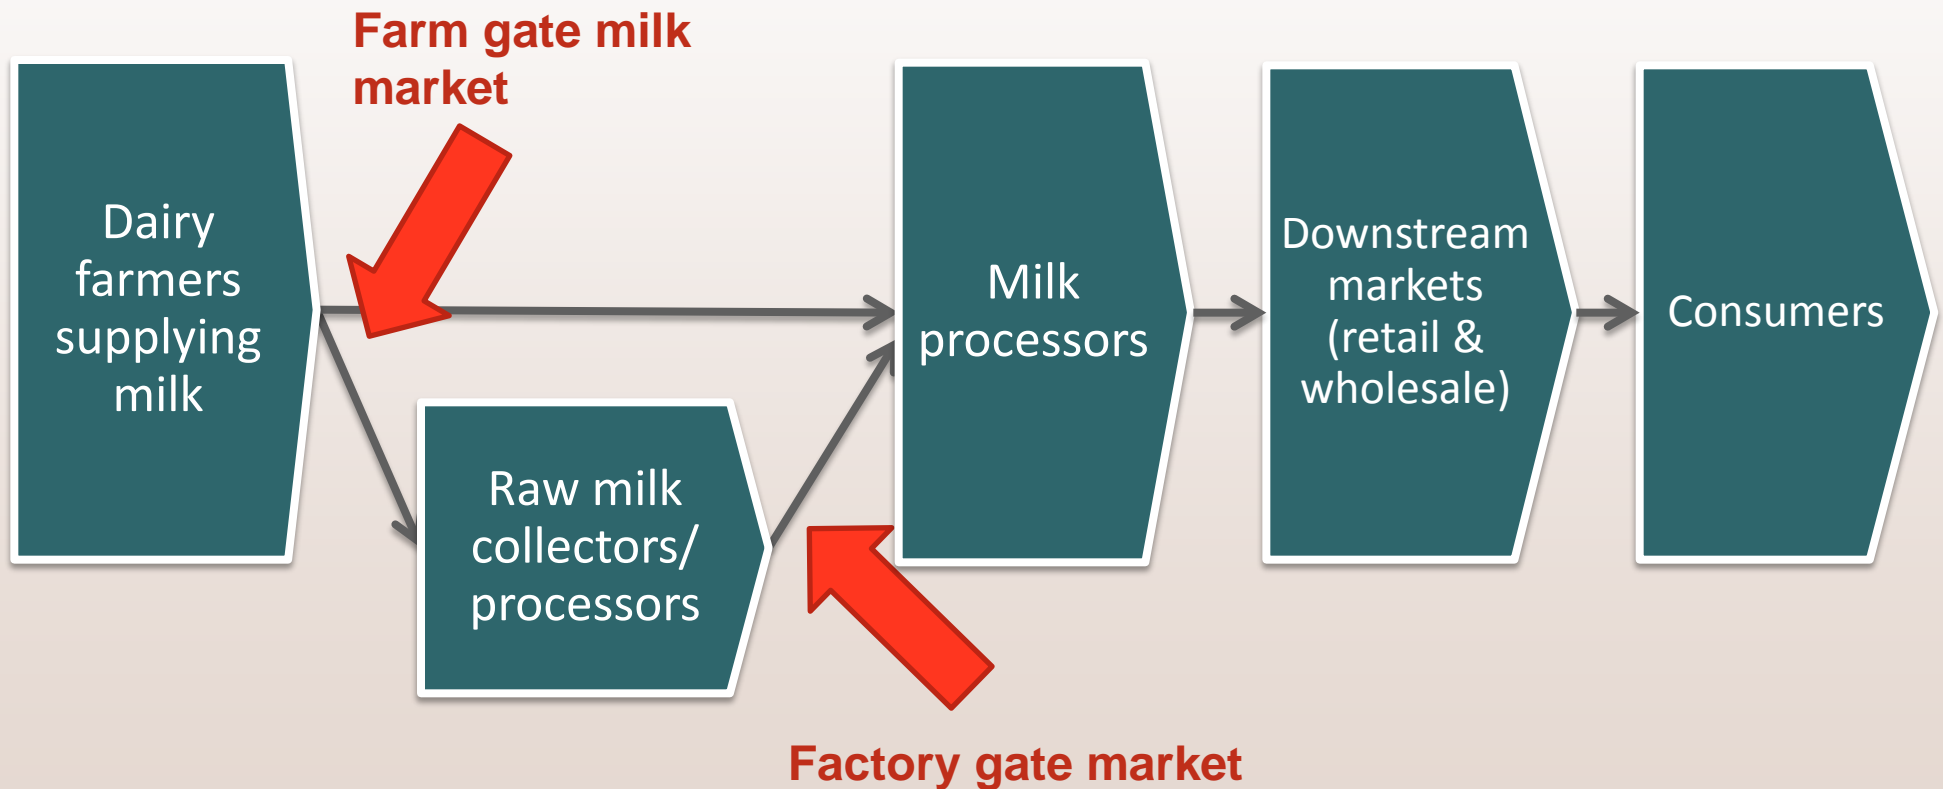 Farm gate milk
market
Dairy
farmers
supplying
milk
Raw milk
collectors/
processors
Milk
processors
Downstream
markets
(retail &
wholesale)
Consumers
Factory gate market